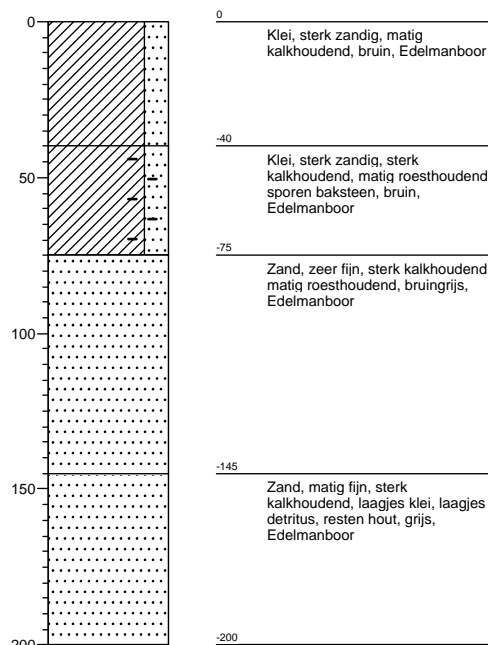 0
0
Klei, sterk zandig, matig
kalkhoudend, bruin, Edelmanboor
-40
Klei, sterk zandig, sterk
kalkhoudend, matig roesthoudend
sporen baksteen, bruin,
Edelmanboor
50
-75
Zand, zeer fijn, sterk kalkhoudend
matig roesthoudend, bruingrijs,
Edelmanboor
100
-145
Zand, matig fijn, sterk
kalkhoudend, laagjes klei, laagjes
detritus, resten hout, grijs,
Edelmanboor
150
200
-200